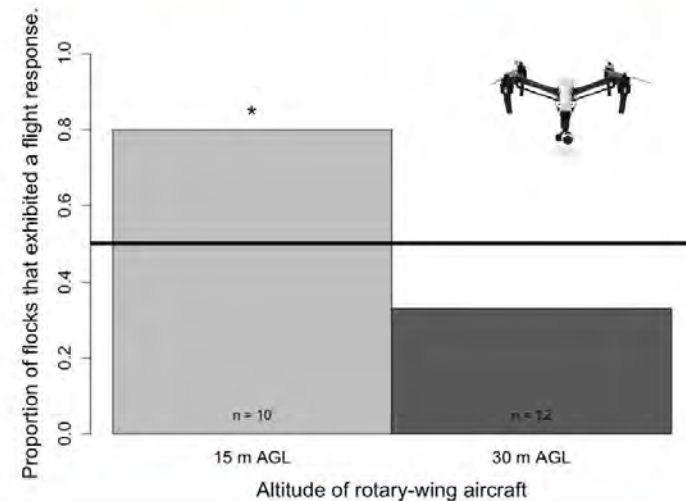 Proportion of flocks that exhibited a flight response.
1.0
0.8
0.6
0.4
0.2
0.0
*
n = 10
n = 12
15 m AGL
30 m AGL
Altitude of rotary-wing aircraft